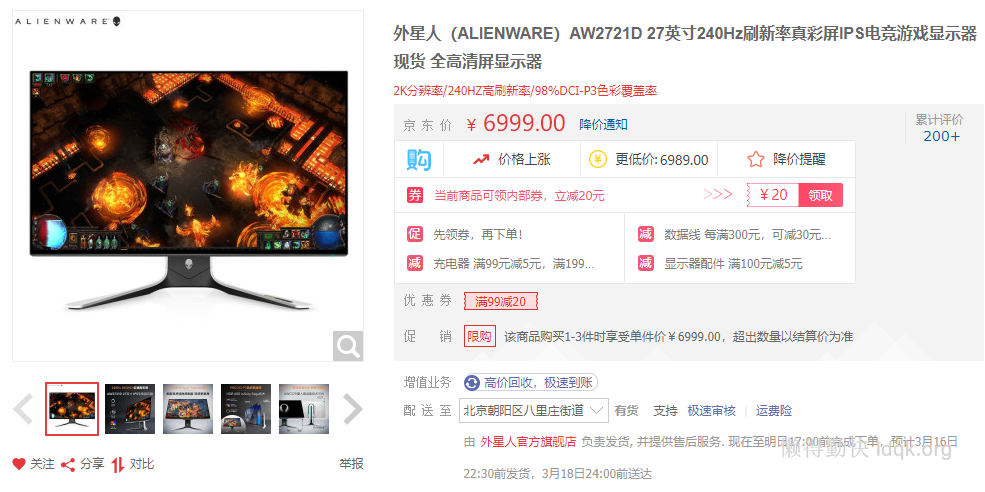 ALIENWARE
外星人（ALIENWARE）AW2721D 27英寸240Hz刷新率真彩屏IPS电竞游戏显示器
现货 全高清屏显示器
2K分辨率/240HZ高刷新率/98%DCI-P3色彩覆盖率
京东价 ￥6999.00 降价通知
累计评价
200+
购 价格上涨 更低价:6989.00 降价提醒
券 当前商品可领内部券，立减20元 >>> ￥20 领取
促 先领券，再下单！ 减 数据线 每满300元，可减30元...
减 充电器 满99元减5元，满199... 减 显示器配件 满100元减5元
优惠券 满99减20
促销 限购 该商品购买1-3件时享受单件价￥6999.00，超出数量以结算价为准
增值业务 高价回收，极速到账
配送至 北京朝阳区八里庄街道 有货 支持 极速审核 运费险
由 外星人官方旗舰店 负责发货, 并提供售后服务. 现在至明日17:00前完成下单，预计3月16日
22:30前发货，3月18日24:00前送达
关注 分享 对比 举报
懒得勤快 ldqk.org